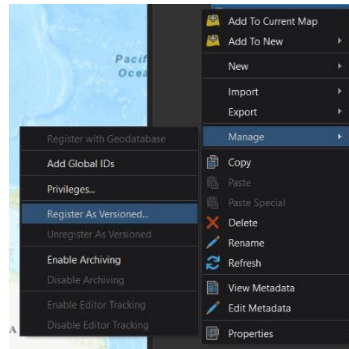 Pacif
Ocea
Add To Current Map
Add To New
New
Import
Export
Manage
Copy
Paste
Paste Special
Delete
Rename
Refresh
View Metadata
Edit Metadata
Properties
Register with Geodatabase
Add Global IDs
Privileges...
Register As Versioned...
Unregister As Versioned
Enable Archiving
Disable Archiving
Enable Editor Tracking
Disable Editor Tracking
A